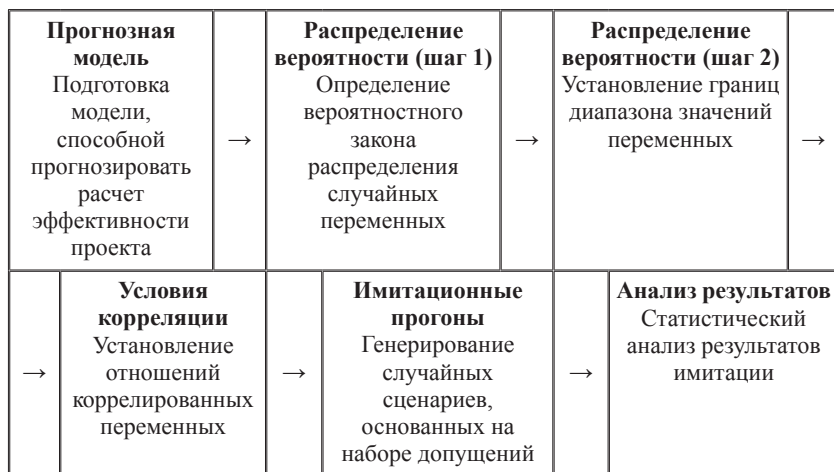 Прогнозная
модель
Подготовка
модели,
способной
прогнозировать
расчет
эффективности
проекта
→
Распределение
вероятности (шаг 1)
Определение
вероятностного
закона
распределения
случайных
переменных
→
Распределение
вероятности (шаг 2)
Установление границ
диапазона значений
переменных
→
→
Условия
корреляции
Установление
отношений
коррелированных
переменных
→
Имитационные
прогоны
Генерирование
случайных
сценариев,
основанных на
наборе допущений
→
Анализ результатов
Статистический
анализ результатов
имитации